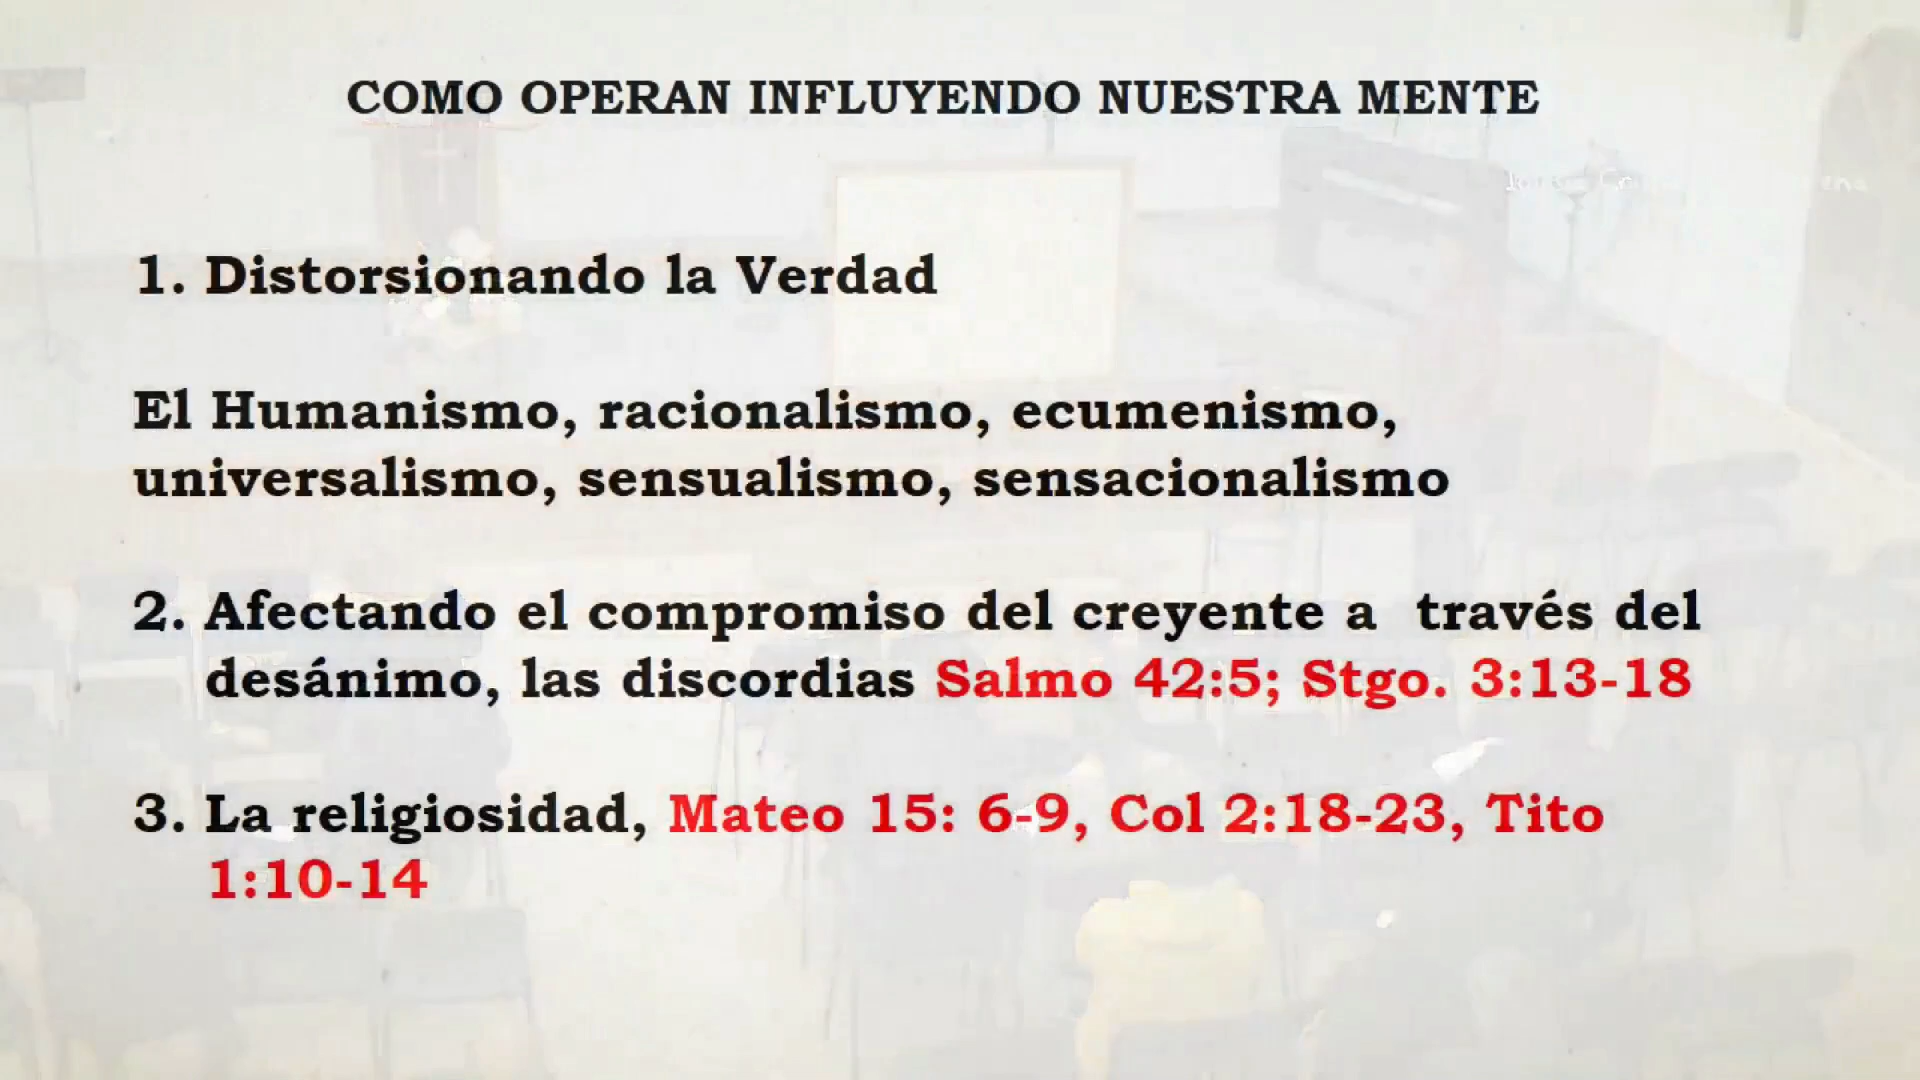 COMO OPERAN INFLUYENDO NUESTRA MENTE
1. Distorsionando la Verdad
El Humanismo, racionalismo, ecumenismo,
universalismo, sensualismo, sensacionalismo
2. Afectando el compromiso del creyente a  través del
desánimo, las discordias Salmo 42:5; Stgo. 3:13-18
3. La religiosidad, Mateo 15: 6-9, Col 2:18-23, Tito
1:10-14